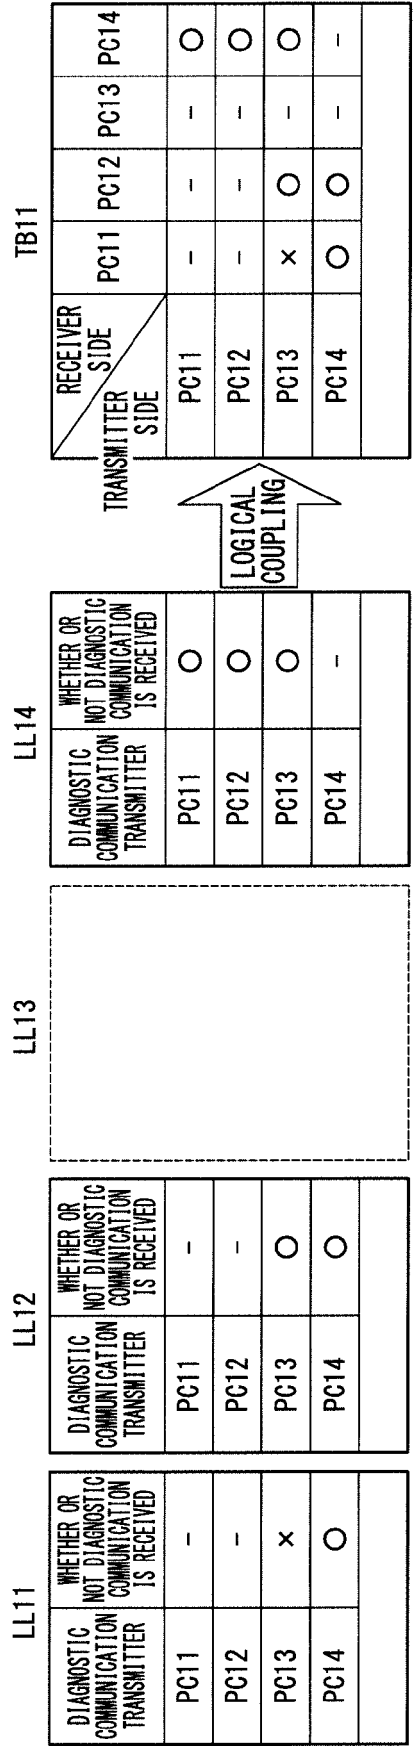 LL11
DIAGNOSTIC COMMUNICATION TRANSMITTER
WHETHER OR NOT DIAGNOSTIC COMMUNICATION IS RECEIVED
PC11 -
PC12 -
PC13 ×
PC14 ○
LL12
DIAGNOSTIC COMMUNICATION TRANSMITTER
WHETHER OR NOT DIAGNOSTIC COMMUNICATION IS RECEIVED
PC11 -
PC12 -
PC13 ○
PC14 ○
LL13
LL14
DIAGNOSTIC COMMUNICATION TRANSMITTER
WHETHER OR NOT DIAGNOSTIC COMMUNICATION IS RECEIVED
PC11 ○
PC12 ○
PC13 ○
PC14 -
LOGICAL
COUPLING
TB11
RECEIVER
SIDE
TRANSMITTER
SIDE
PC11 PC12 PC13 PC14
PC11 - - - ○
PC12 - - - ○
PC13 × ○ - ○
PC14 ○ ○ - -